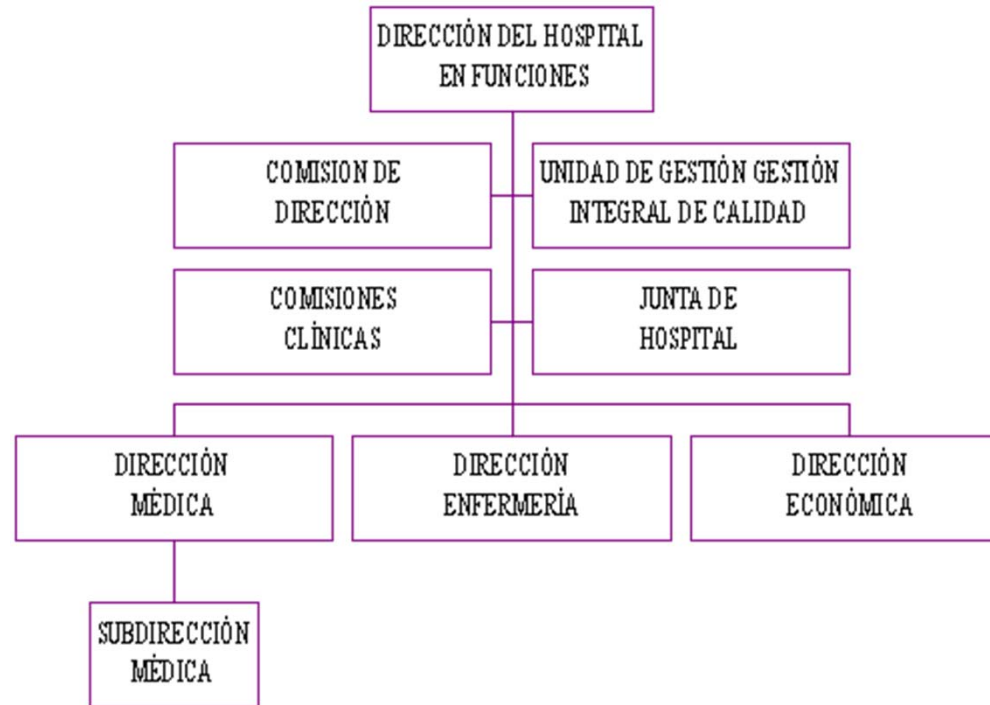 DIRECCIÓN DEL HOSPITAL
EN FUNCIONES
COMISION DE
DIRECCIÓN
UNIDAD DE GESTIÓN GESTIÓN
INTEGRAL DE CALIDAD
COMISIONES
CLÍNICAS
JUNTA DE
HOSPITAL
DIRECCIÓN
MÉDICA
DIRECCIÓN
ENFERMERÍA
DIRECCIÓN
ECONÓMICA
SUBDIRECCIÓN
MÉDICA